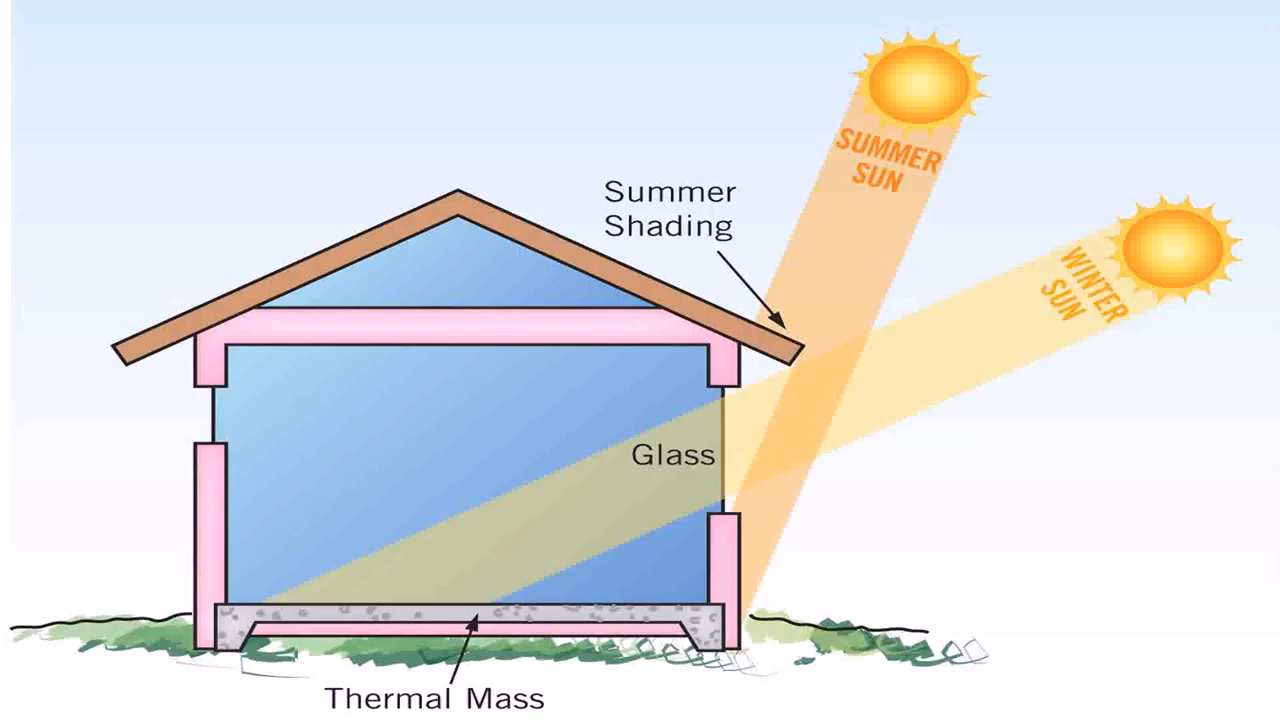 SUMMER
SUN
Summer
Shading
WINTER
SUN
Glass
Thermal Mass